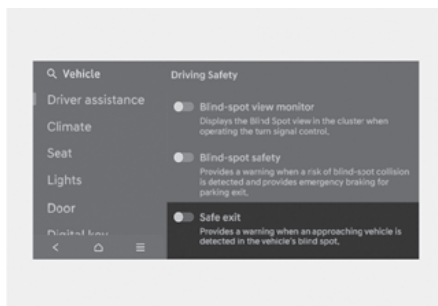 Vehicle
Driver assistance
Climate
Seat
Lights
Door
Digital key
Driving Safety
Blind-spot view monitor
Displays the Blind Spot view in the cluster when
operating the turn signal control.
Blind-spot safety
Provides a warning when a risk of blind-spot collision
is detected and provides emergency braking for
parking exit.
Safe exit
Provides a warning when an approaching vehicle is
detected in the vehicle's blind spot.